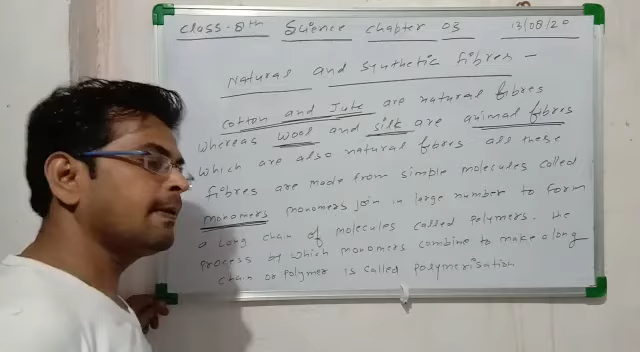 Class-8th Science chapter 03 13/08/20
Natural and Synthetic fibres -
Cotton and Jute are natural fibres
whereas wool and silk are animal fibres
which are also natural fibres all these
fibres are made from simple molecules called
monomers monomers join in large number to form
a long chain of molecules called polymers. The
process by which monomers combine to make a long
chain or polymer is called polymerisation